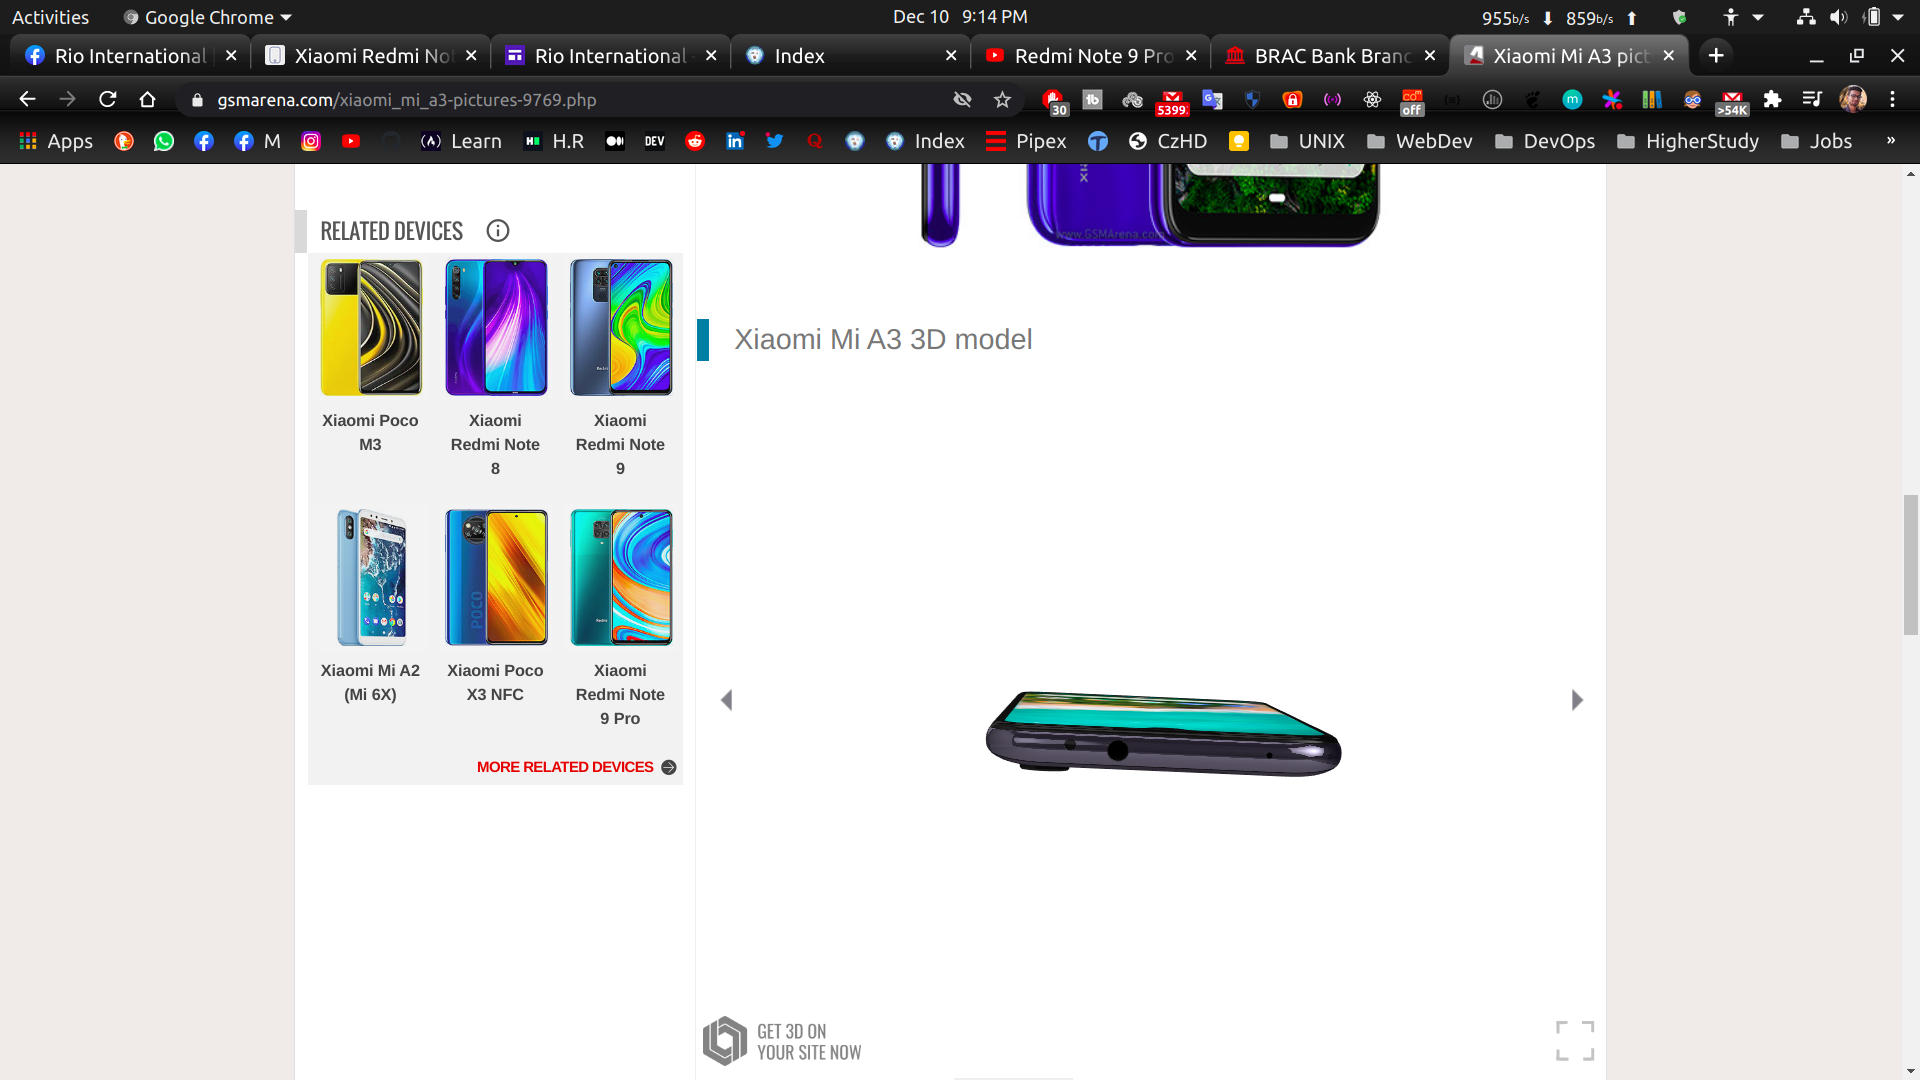 Activities Google Chrome Dec 10 9:14 PM 955b/s 859b/s
Rio International Xiaomi Redmi Not Rio International - Index Redmi Note 9 Pro BRAC Bank Branc Xiaomi Mi A3 pict
gsmarena.com/xiaomi_mi_a3-pictures-9769.php 30 5399 off >54K
Apps M Learn H.R DEV Index Pipex CzHD UNIX WebDev DevOps HigherStudy Jobs »
www.GSMArena.com
RELATED DEVICES
Xiaomi Mi A3 3D model
Xiaomi Poco
M3
Xiaomi
Redmi Note
8
Xiaomi
Redmi Note
9
POCO
Xiaomi Mi A2
(Mi 6X)
Xiaomi Poco
X3 NFC
Xiaomi
Redmi Note
9 Pro
MORE RELATED DEVICES
GET 3D ON
YOUR SITE NOW